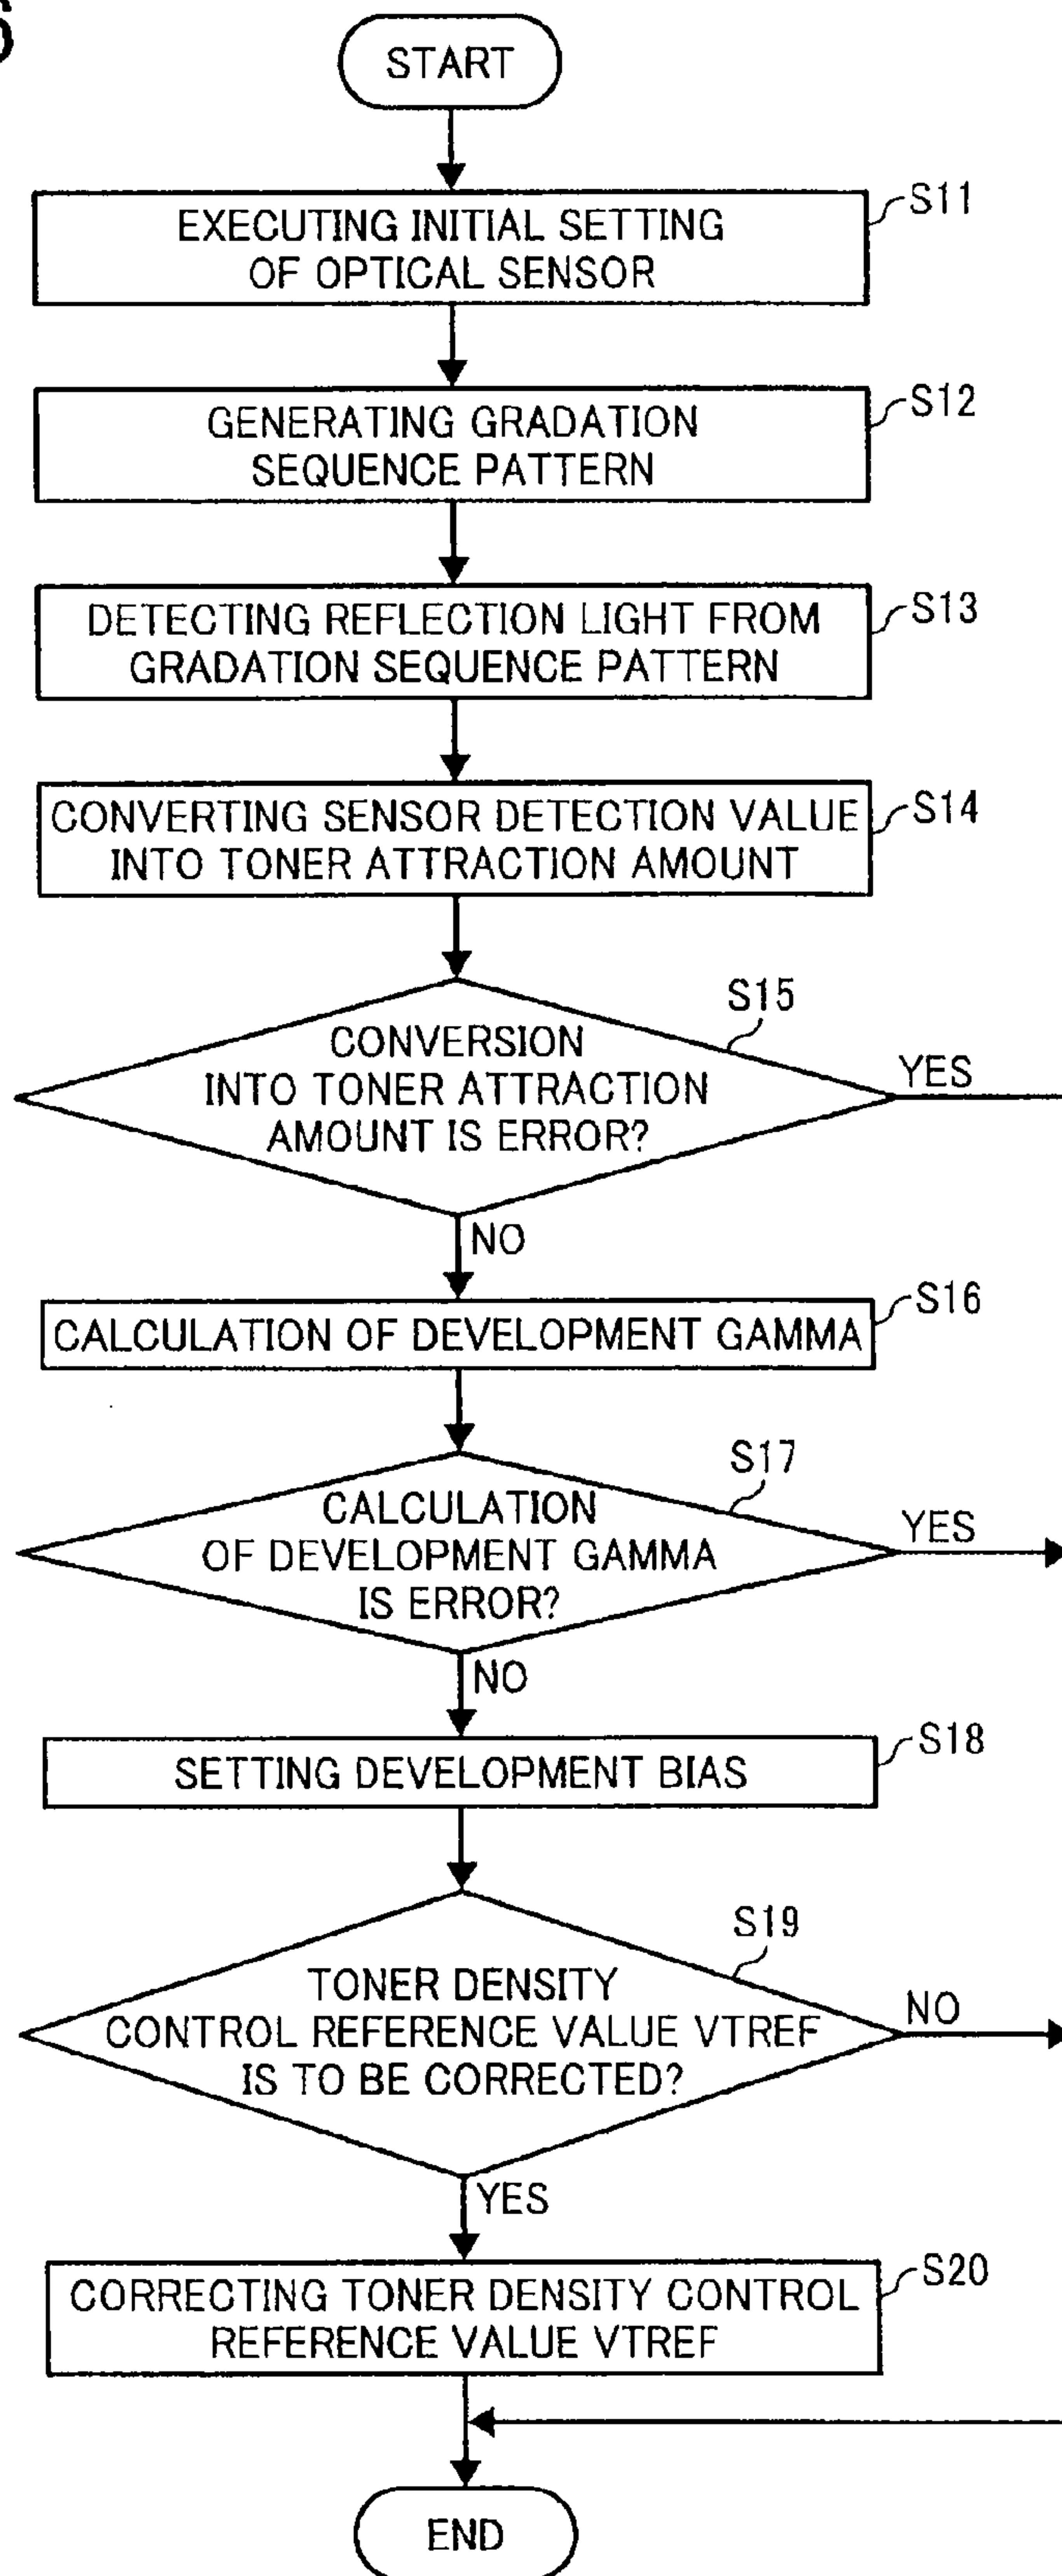 START
S11
EXECUTING INITIAL SETTING
OF OPTICAL SENSOR
S12
GENERATING GRADATION
SEQUENCE PATTERN
S13
DETECTING REFLECTION LIGHT FROM
GRADATION SEQUENCE PATTERN
S14
CONVERTING SENSOR DETECTION VALUE
INTO TONER ATTRACTION AMOUNT
S15
CONVERSION
INTO TONER ATTRACTION
AMOUNT IS ERROR?
YES
NO
S16
CALCULATION OF DEVELOPMENT GAMMA
S17
CALCULATION
OF DEVELOPMENT GAMMA
IS ERROR?
YES
NO
S18
SETTING DEVELOPMENT BIAS
S19
TONER DENSITY
CONTROL REFERENCE VALUE VTREF
IS TO BE CORRECTED?
NO
YES
S20
CORRECTING TONER DENSITY CONTROL
REFERENCE VALUE VTREF
END